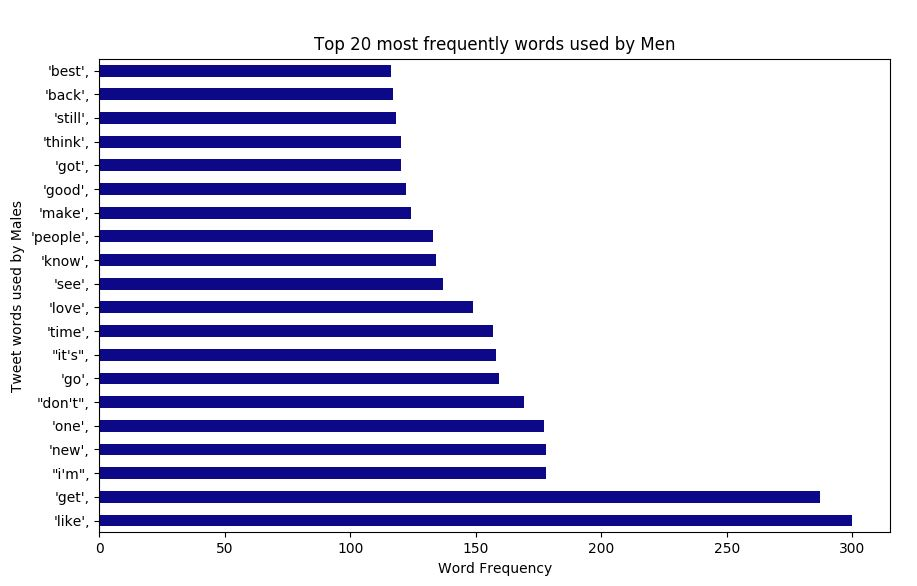 Top 20 most frequently words used by Men
Tweet words used by Males
'best',
'back',
'still',
'think',
'got',
'good',
'make',
'people',
'know',
'see',
'love',
'time',
"it's",
'go',
"don't",
'one',
'new',
"i'm",
'get',
'like',
0 50 100 150 200 250 300
Word Frequency